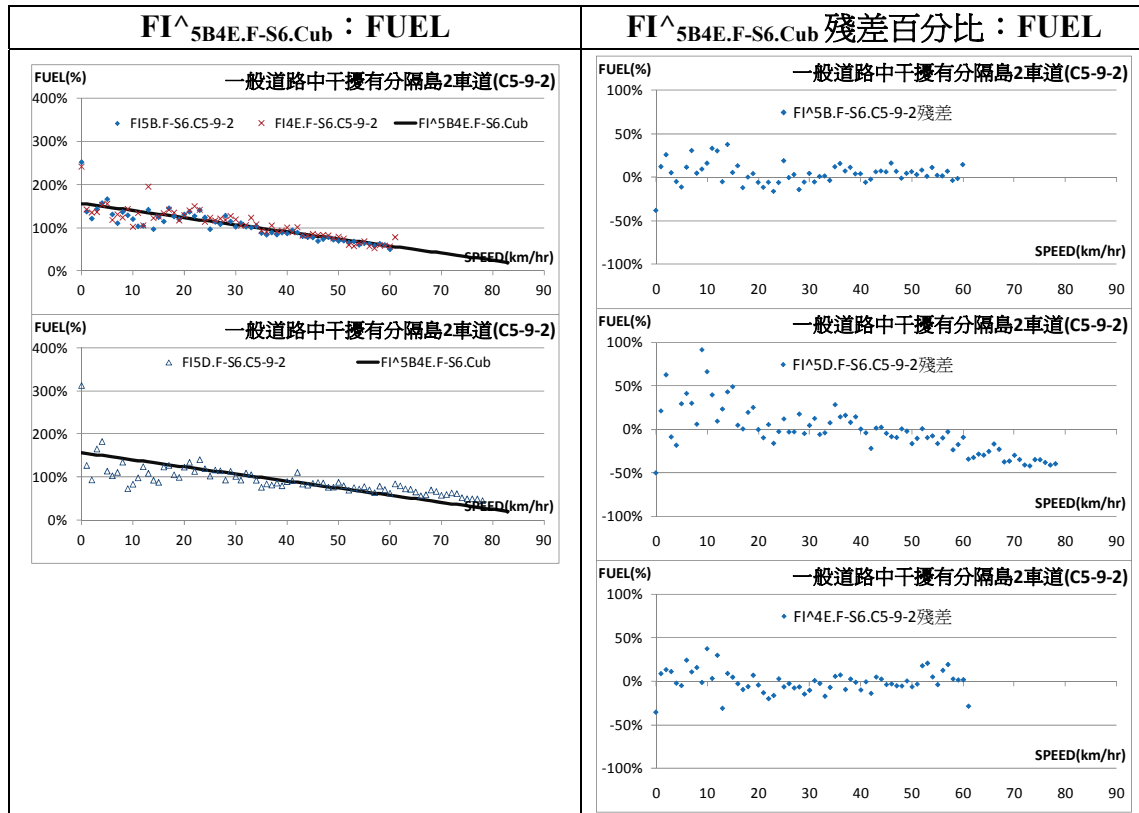 FI^5B4E.F-S6.Cub：FUEL
FI^5B4E.F-S6.Cub 殘差百分比：FUEL
FUEL(%)
一般道路中干擾有分隔島2車道(C5-9-2)
400%
FI5B.F-S6.C5-9-2
FI4E.F-S6.C5-9-2
FI^5B4E.F-S6.Cub
300%
200%
100%
SPEED(km/hr)
0%
0 10 20 30 40 50 60 70 80 90
FUEL(%)
一般道路中干擾有分隔島2車道(C5-9-2)
400%
FI5D.F-S6.C5-9-2
FI^5B4E.F-S6.Cub
300%
200%
100%
SPEED(km/hr)
0%
0 10 20 30 40 50 60 70 80 90
FUEL(%)
一般道路中干擾有分隔島2車道(C5-9-2)
100%
FI^5B.F-S6.C5-9-2殘差
50%
0%
-50%
SPEED(km/hr)
-100%
0 10 20 30 40 50 60 70 80 90
FUEL(%)
一般道路中干擾有分隔島2車道(C5-9-2)
100%
FI^5D.F-S6.C5-9-2殘差
50%
0%
-50%
SPEED(km/hr)
-100%
0 10 20 30 40 50 60 70 80 90
FUEL(%)
一般道路中干擾有分隔島2車道(C5-9-2)
100%
FI^4E.F-S6.C5-9-2殘差
50%
0%
-50%
SPEED(km/hr)
-100%
0 10 20 30 40 50 60 70 80 90